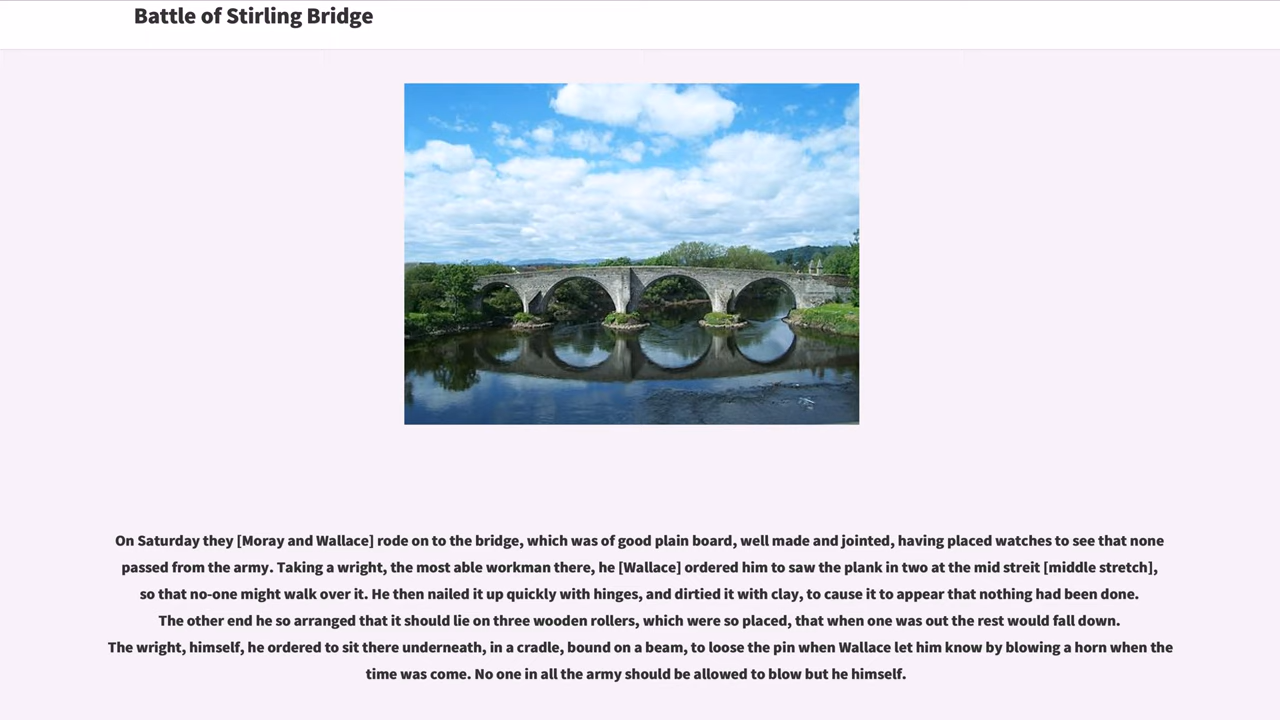 Battle of Stirling Bridge
On Saturday they [Moray and Wallace] rode on to the bridge, which was of good plain board, well made and jointed, having placed watches to see that none
passed from the army. Taking a wright, the most able workman there, he [Wallace] ordered him to saw the plank in two at the mid streit [middle stretch],
so that no-one might walk over it. He then nailed it up quickly with hinges, and dirtied it with clay, to cause it to appear that nothing had been done.
The other end he so arranged that it should lie on three wooden rollers, which were so placed, that when one was out the rest would fall down.
The wright, himself, he ordered to sit there underneath, in a cradle, bound on a beam, to loose the pin when Wallace let him know by blowing a horn when the
time was come. No one in all the army should be allowed to blow but he himself.